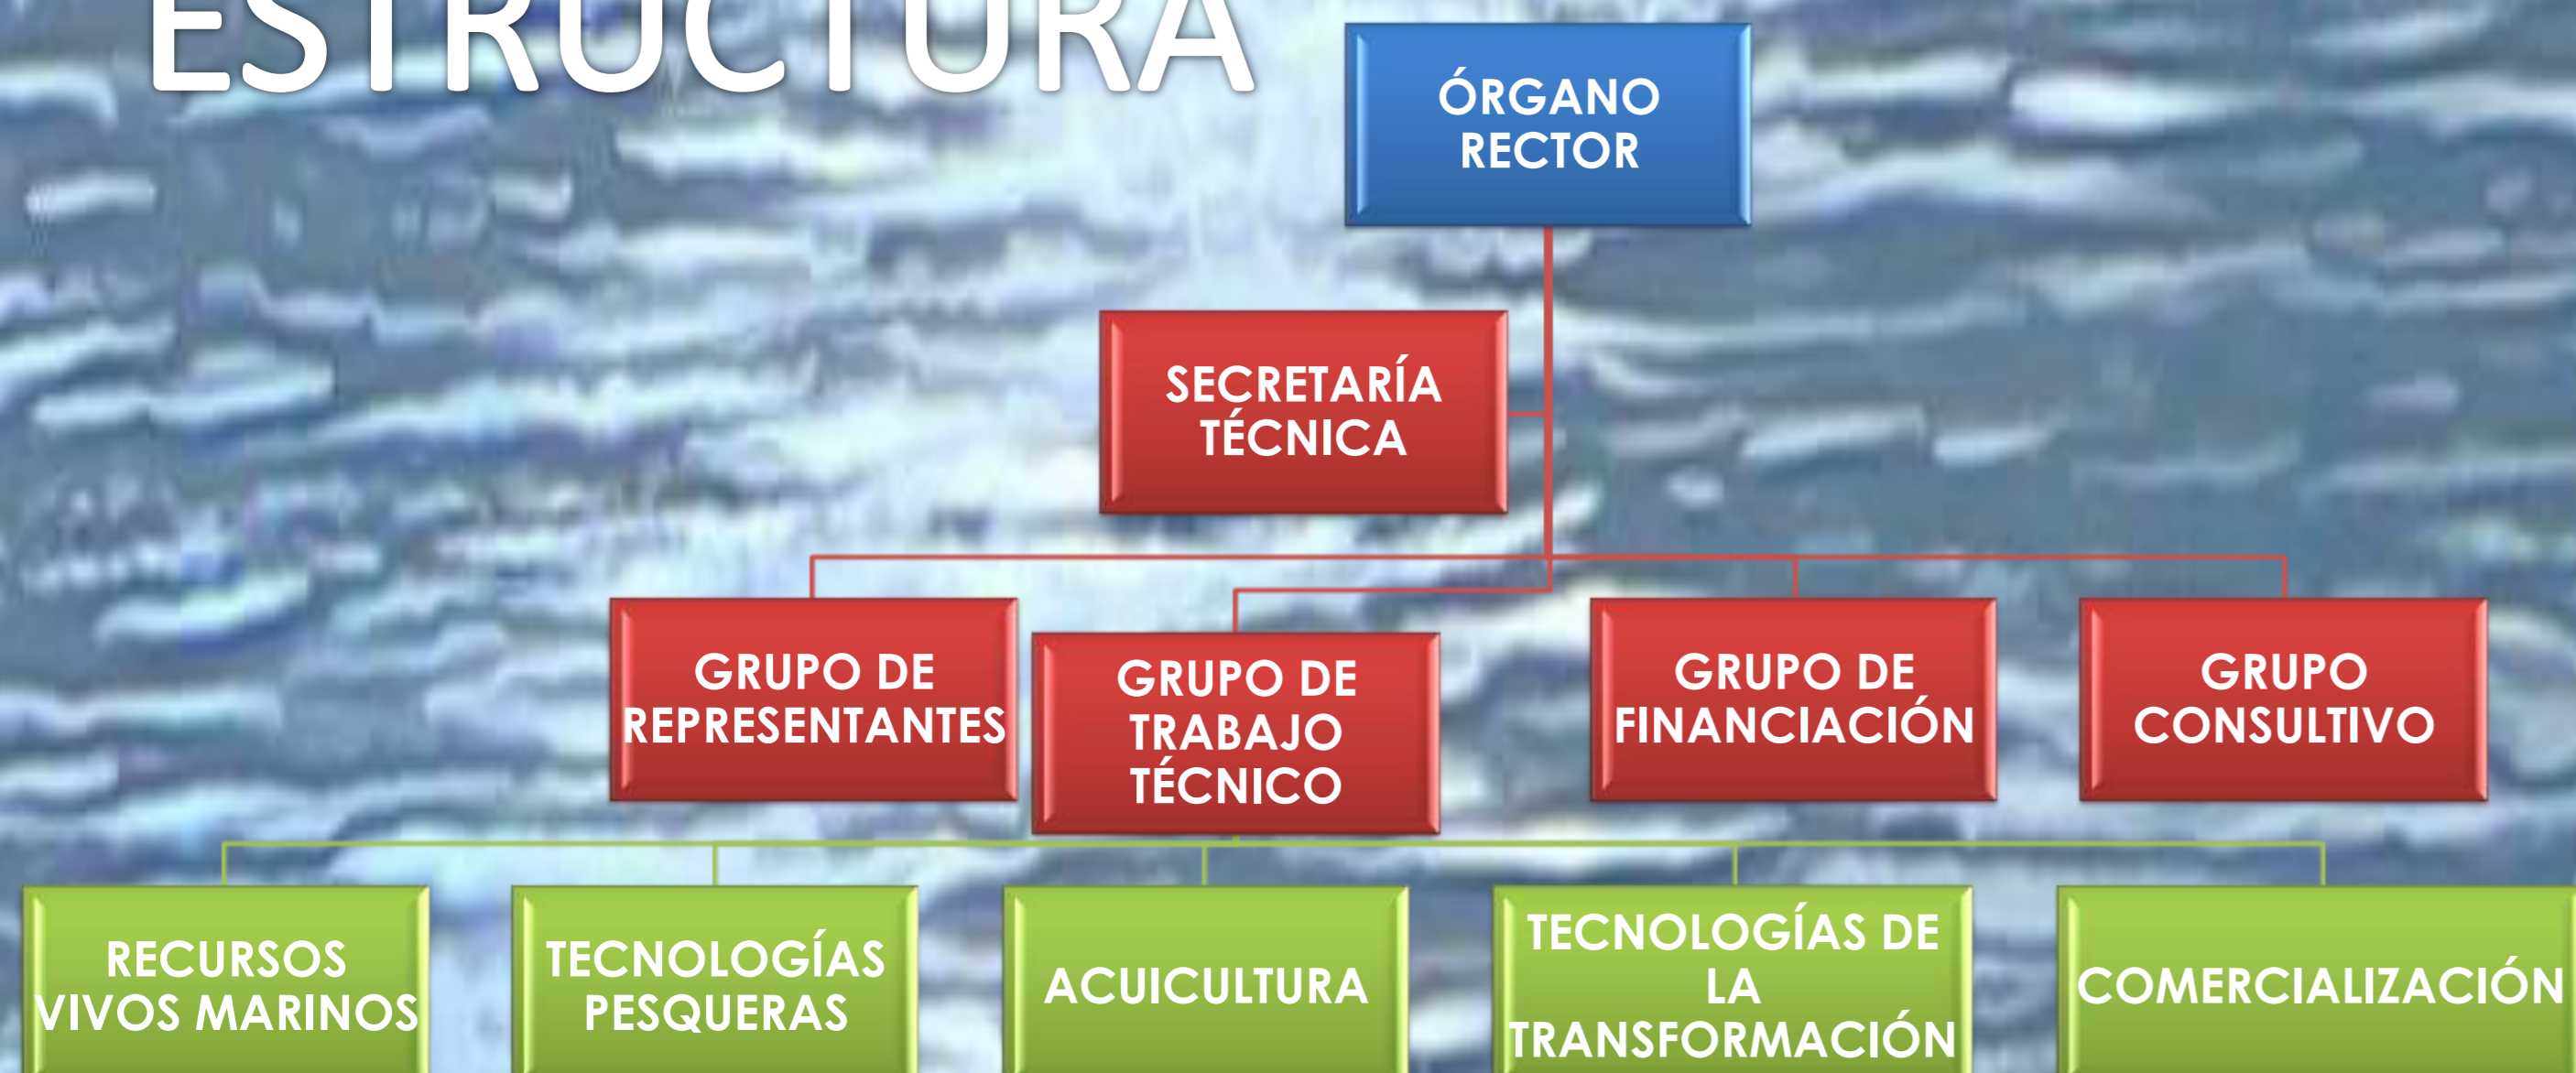 ESTRUCTURA
ÓRGANO
RECTOR
SECRETARÍA
TÉCNICA
GRUPO DE
REPRESENTANTES
GRUPO DE
TRABAJO
TÉCNICO
GRUPO DE
FINANCIACIÓN
GRUPO
CONSULTIVO
RECURSOS
VIVOS MARINOS
TECNOLOGÍAS
PESQUERAS
ACUICULTURA
TECNOLOGÍAS DE
LA
TRANSFORMACIÓN
COMERCIALIZACIÓN